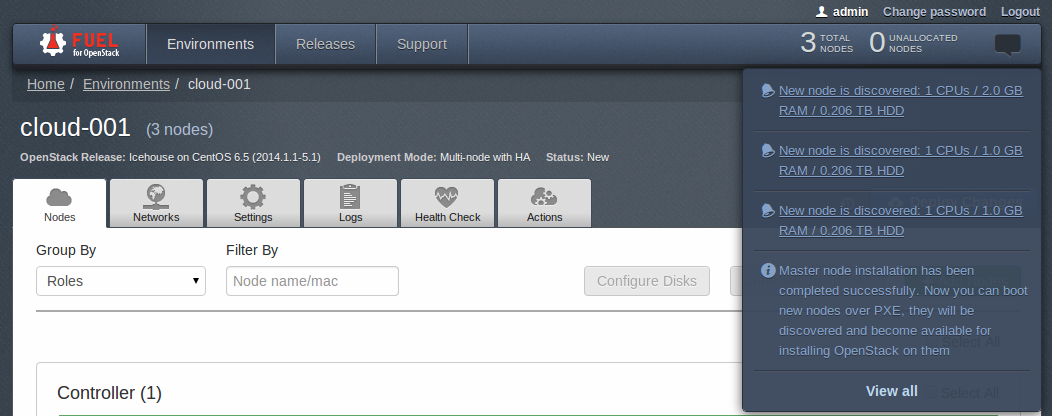 admin Change password Logout
FUEL
for OpenStack
Environments Releases Support
3 TOTAL NODES 0 UNALLOCATED NODES
Home / Environments / cloud-001
cloud-001 (3 nodes)
OpenStack Release: Icehouse on CentOS 6.5 (2014.1.1-5.1) Deployment Mode: Multi-node with HA Status: New
Nodes Networks Settings Logs Health Check Actions
Group By Filter By
Roles Node name/mac Configure Disks
Controller (1)
New node is discovered: 1 CPUs / 2.0 GB
RAM / 0.206 TB HDD
New node is discovered: 1 CPUs / 1.0 GB
RAM / 0.206 TB HDD
New node is discovered: 1 CPUs / 1.0 GB
RAM / 0.206 TB HDD
Master node installation has been
completed successfully. Now you can boot
new nodes over PXE, they will be
discovered and become available for
installing OpenStack on them
Select All
View all
Select All